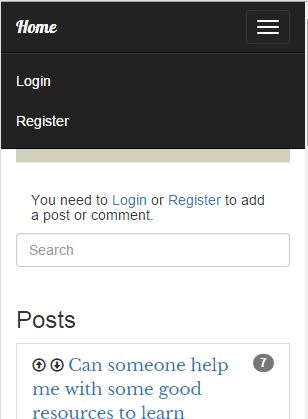 Home
Login
Register
You need to Login or Register to add
a post or comment.
Search
Posts
Can someone help 7
me with some good
resources to learn